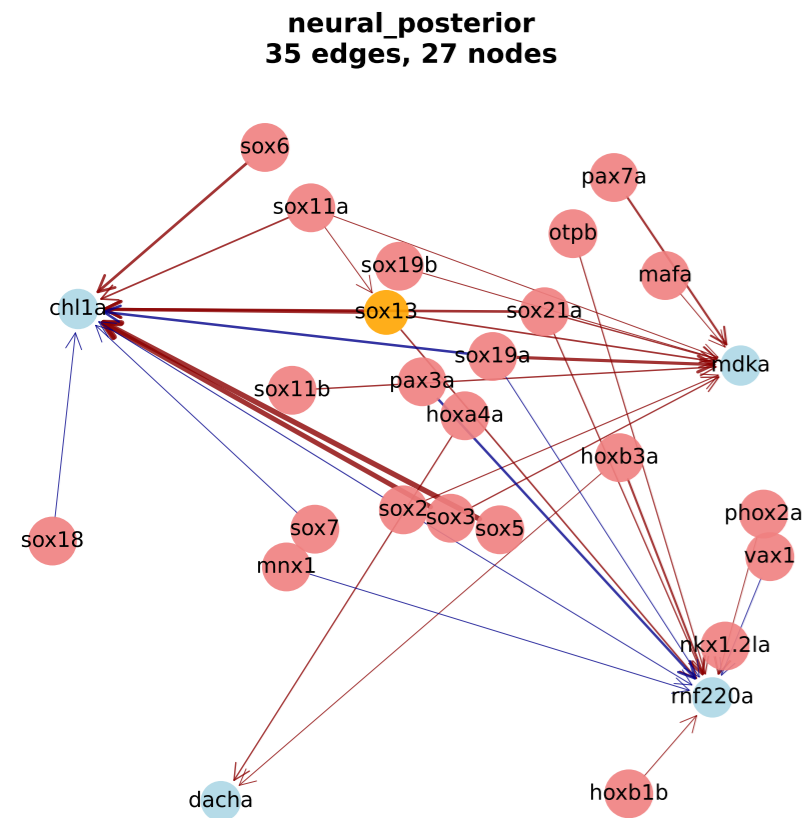 neural_posterior
35 edges, 27 nodes
sox6
pax7a
sox11a
otpb
sox19b
mafa
chl1a
sox13
sox21a
sox19a
mdka
pax3a
sox11b
hoxa4a
hoxb3a
sox2
phox2a
sox3
sox7
sox5
sox18
vax1
mnx1
nkx1.2la
rnf220a
hoxb1b
dacha